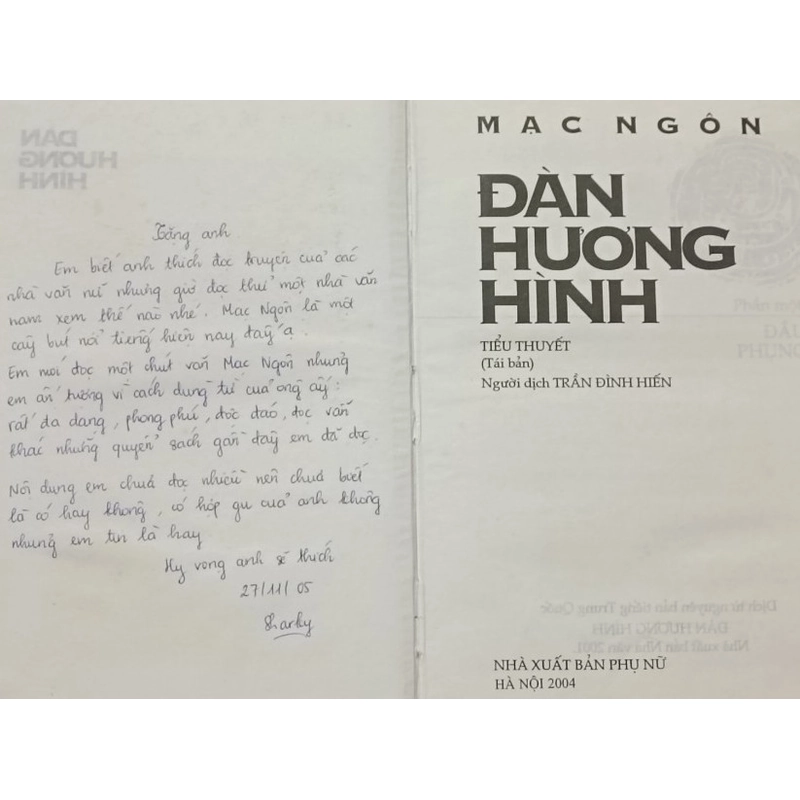 Tặng anh
Em biết anh thích đọc truyện của các
nhà văn nữ nhưng giờ đọc thử một nhà văn
nam xem thế nào nhé. Mạc Ngôn là một
cây bút nổi tiếng hiện nay đấy ạ.
Em mới đọc một chút văn Mạc Ngôn nhưng
em ấn tượng vì cách dùng từ của ông ấy:
rất đa dạng, phong phú, độc đáo, đọc vẫn
khác những quyển sách gần đây em đã đọc.
Nội dung em chưa đọc nhiều nên chưa biết
là có hay không, có hợp gu của anh không
nhưng em tin là hay
Hy vọng anh sẽ thích
27/11/05
Sharky
MẠC NGÔN
ĐÀN
HƯƠNG
HÌNH
TIỂU THUYẾT
(Tái bản)
Người dịch TRẦN ĐÌNH HIẾN
NHÀ XUẤT BẢN PHỤ NỮ
HÀ NỘI 2004